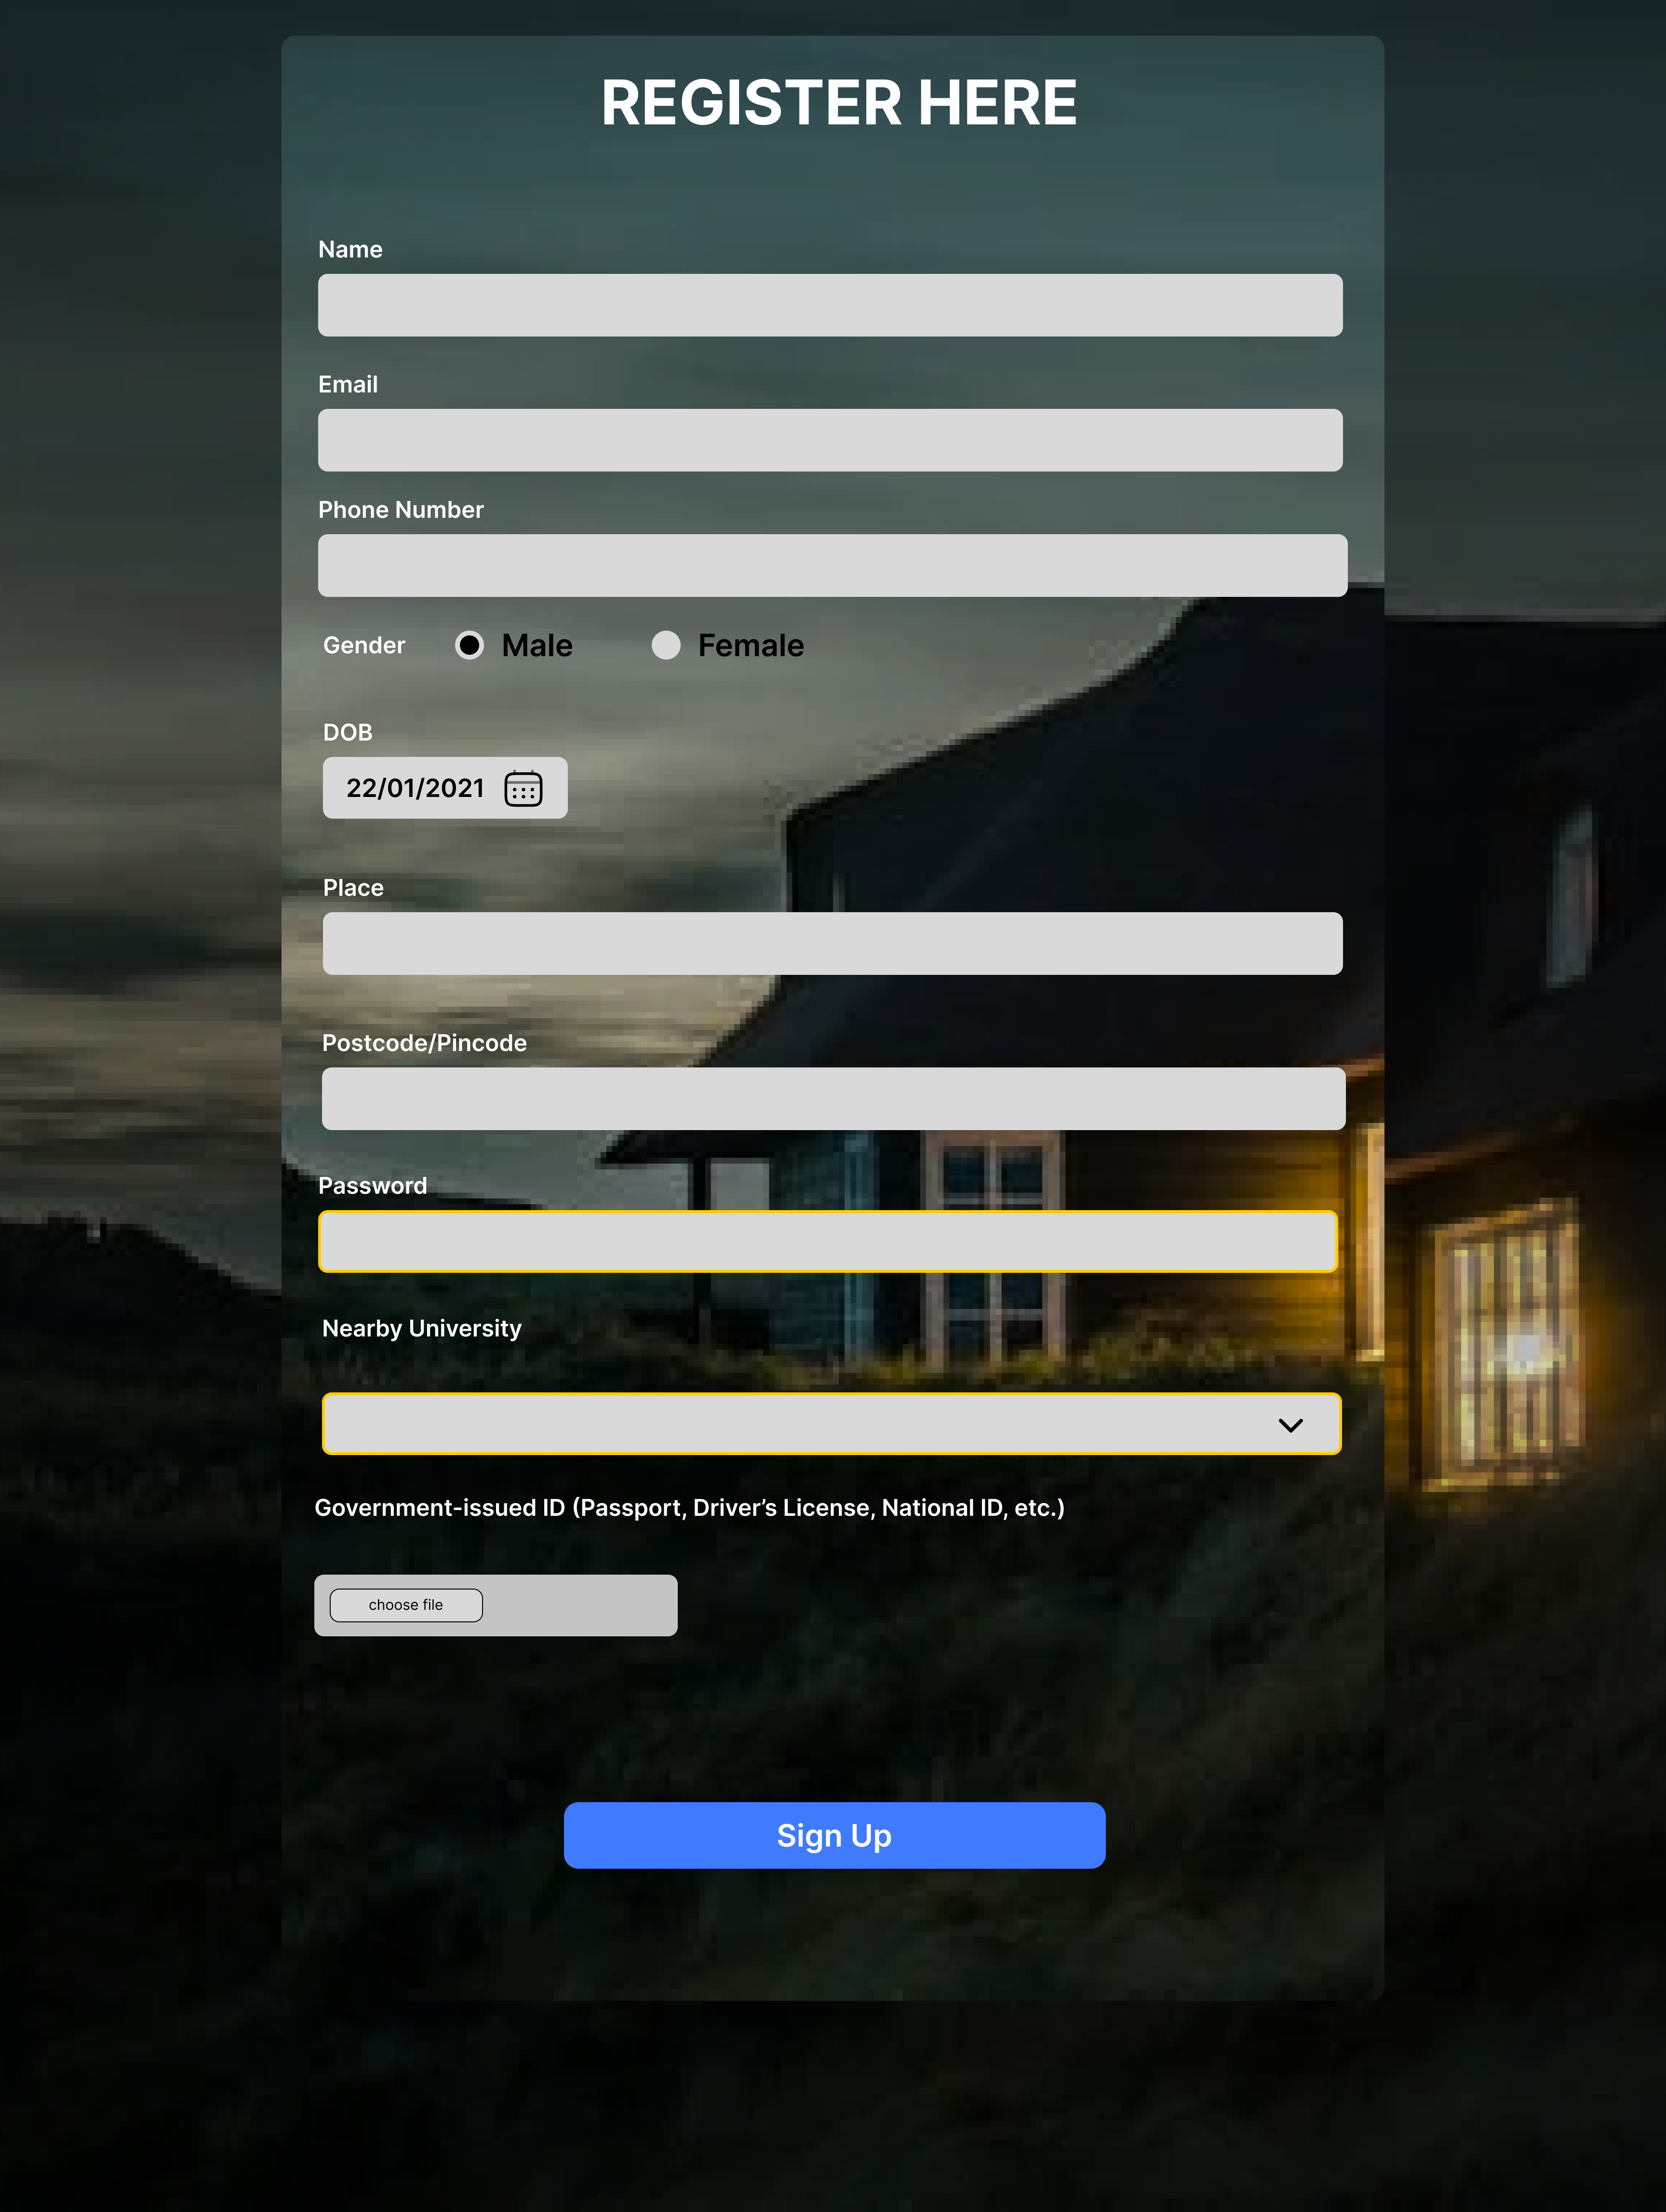 REGISTER HERE
Name
Email
Phone Number
Gender Male Female
DOB
22/01/2021
Place
Postcode/Pincode
Password
Nearby University
Government-issued ID (Passport, Driver’s License, National ID, etc.)
choose file
Sign Up